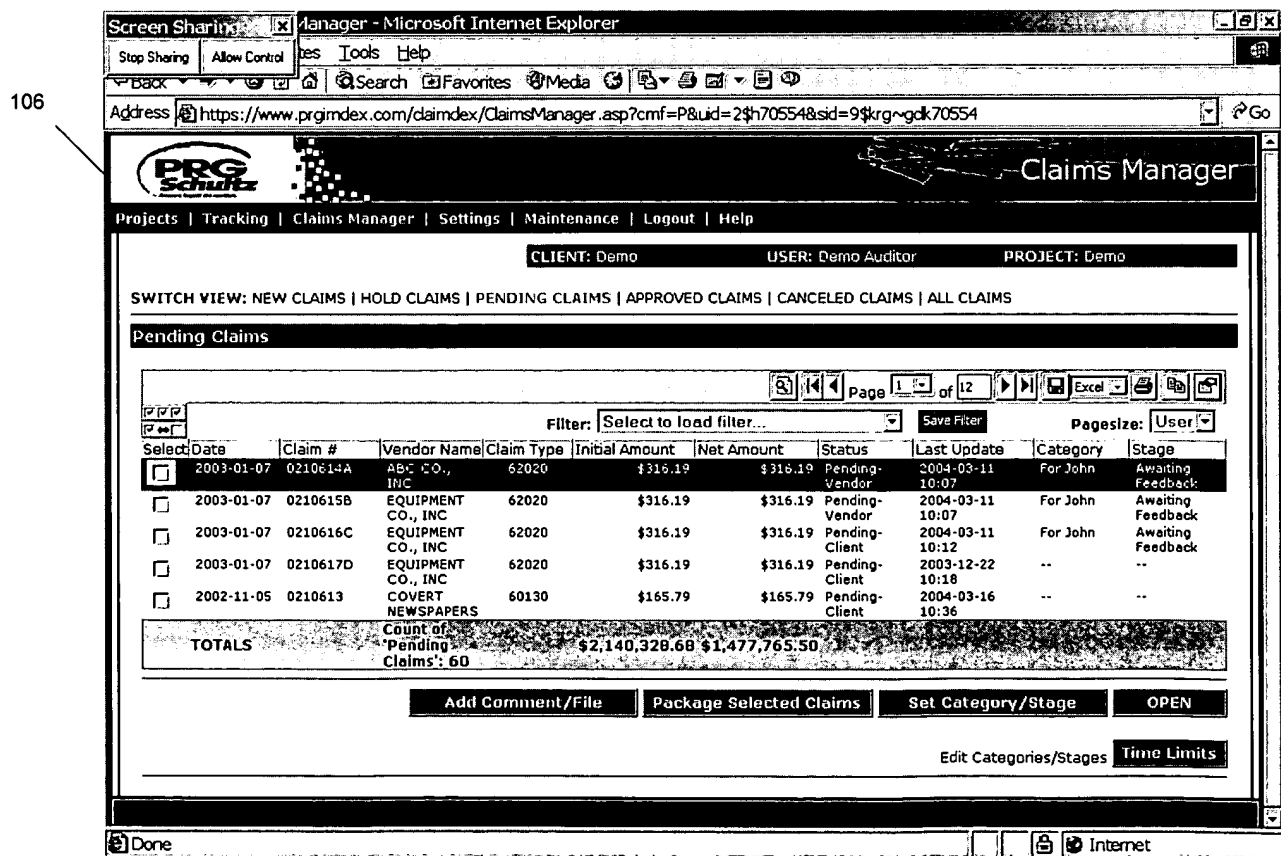 Screen Sharing
Manager - Microsoft Internet Explorer
Stop Sharing Allow Control
Tools Help
Back Search Favorites Media
106
Address https://www.prgimdex.com/claimdex/ClaimsManager.asp?cmf=P&uid=2$h70554&sid=9$krg~gdk70554 Go
PRG
Schultz
Claims Manager
Projects | Tracking | Claims Manager | Settings | Maintenance | Logout | Help
CLIENT: Demo USER: Demo Auditor PROJECT: Demo
SWITCH VIEW: NEW CLAIMS | HOLD CLAIMS | PENDING CLAIMS | APPROVED CLAIMS | CANCELED CLAIMS | ALL CLAIMS
Pending Claims
Page 1 of 12 Excel
Filter: Select to load filter... Save Filter Pagesize: User
Select Date Claim # Vendor Name Claim Type Initial Amount Net Amount Status Last Update Category Stage
2003-01-07 0210614A ABC CO., 62020 $316.19 $316.19 Pending- 2004-03-11 For John Awaiting
INC Vendor 10:07 Feedback
2003-01-07 0210615B EQUIPMENT 62020 $316.19 $316.19 Pending- 2004-03-11 For John Awaiting
CO., INC Vendor 10:07 Feedback
2003-01-07 0210616C EQUIPMENT 62020 $316.19 $316.19 Pending- 2004-03-11 For John Awaiting
CO., INC Client 10:12 Feedback
2003-01-07 0210617D EQUIPMENT 62020 $316.19 $316.19 Pending- 2003-12-22 -- --
CO., INC Client 10:18
2002-11-05 0210613 COVERT 60130 $165.79 $165.79 Pending- 2004-03-16 -- --
NEWSPAPERS Client 10:36
Count of
TOTALS 'Pending $2,140,328.68 $1,477,765.50
Claims': 60
Add Comment/File Package Selected Claims Set Category/Stage OPEN
Edit Categories/Stages Time Limits
Done Internet